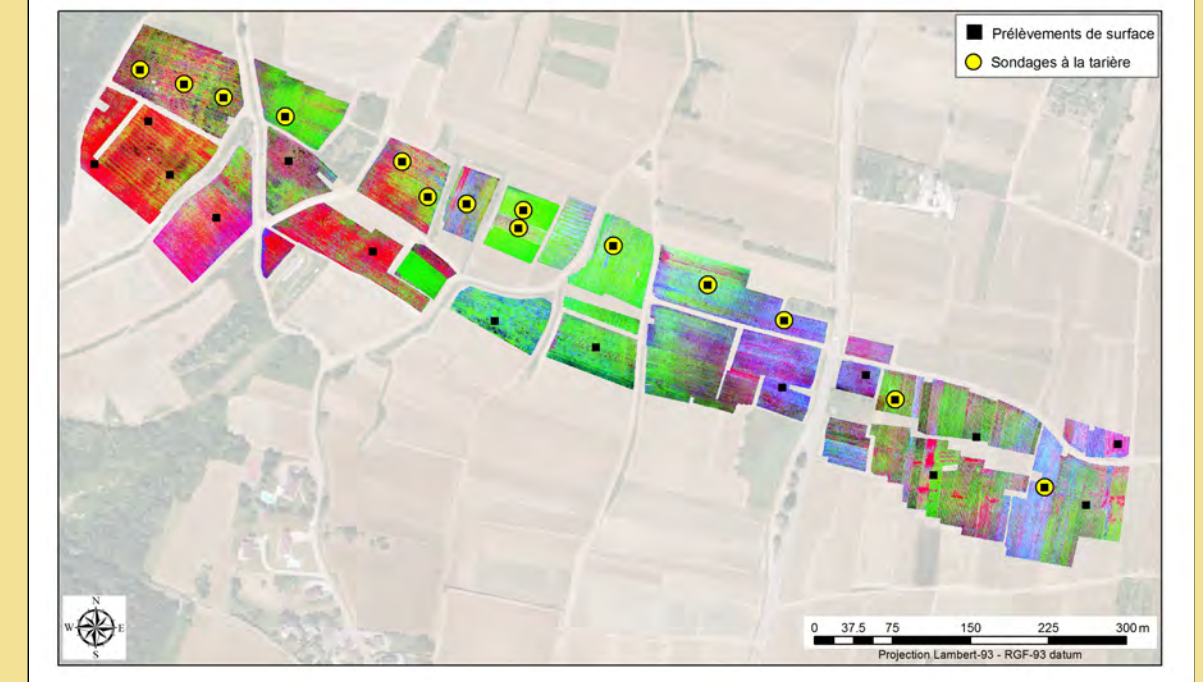 Prélèvements de surface
Sondages à la tarière
N
W E
S
0 37.5 75 150 225 300 m
Projection Lambert-93 - RGF-93 datum